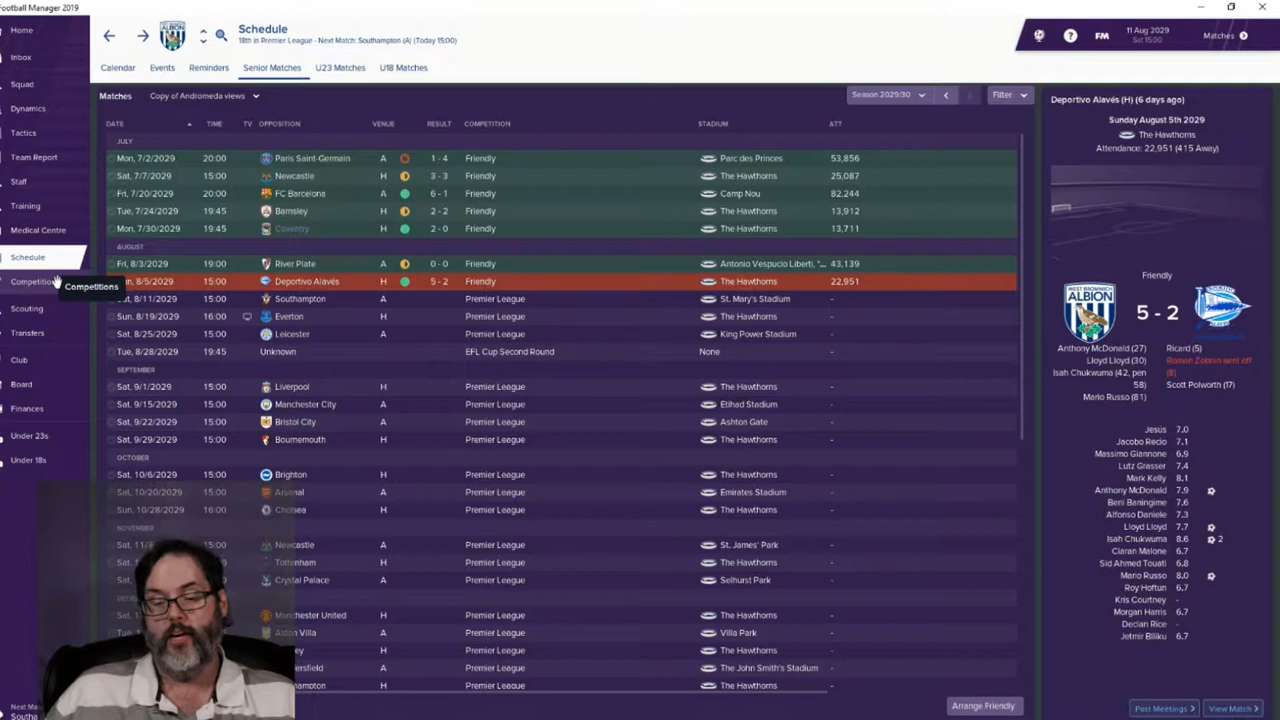 Football Manager 2019
Home
Inbox
Squad
Dynamics
Tactics
Team Report
Staff
Training
Medical Centre
Schedule
Competitions
Scouting
Transfers
Club
Board
Finances
Under 23s
Under 18s
Schedule
18th in Premier League - Next Match: Southampton (A) (Today 15:00)
FM
11 Aug 2029
Sat 15:00
Matches
Calendar Events Reminders Senior Matches U23 Matches U18 Matches
Matches Copy of Andromeda views Season 2029/30 Filter
DATE TIME TV OPPOSITION VENUE RESULT COMPETITION STADIUM ATT
JULY
Mon, 7/2/2029 20:00 Paris Saint-Germain A 1 - 4 Friendly Parc des Princes 53,856
Sat, 7/7/2029 15:00 Newcastle H 3 - 3 Friendly The Hawthorns 25,087
Fri, 7/20/2029 20:00 FC Barcelona A 6 - 1 Friendly Camp Nou 82,244
Tue, 7/24/2029 19:45 Barnsley H 2 - 2 Friendly The Hawthorns 13,912
Mon, 7/30/2029 19:45 Coventry H 2 - 0 Friendly The Hawthorns 13,711
AUGUST
Fri, 8/3/2029 19:00 River Plate A 0 - 0 Friendly Antonio Vespucio Liberti, "... 43,139
8/5/2029 15:00 Deportivo Alavés H 5 - 2 Friendly The Hawthorns 22,951
8/11/2029 15:00 Southampton A Premier League St. Mary's Stadium -
Sun, 8/19/2029 16:00 Everton H Premier League The Hawthorns -
Sat, 8/25/2029 15:00 Leicester A Premier League King Power Stadium -
Tue, 8/28/2029 19:45 Unknown EFL Cup Second Round None -
SEPTEMBER
Sat, 9/1/2029 15:00 Liverpool H Premier League The Hawthorns -
Sat, 9/15/2029 15:00 Manchester City A Premier League Etihad Stadium -
Sat, 9/22/2029 15:00 Bristol City A Premier League Ashton Gate -
Sat, 9/29/2029 15:00 Bournemouth H Premier League The Hawthorns -
OCTOBER
Sat, 10/6/2029 15:00 Brighton H Premier League The Hawthorns -
Sat, 10/20/2029 15:00 Arsenal A Premier League Emirates Stadium -
Sun, 10/28/2029 16:00 Chelsea H Premier League The Hawthorns -
NOVEMBER
Sat, 15:00 Newcastle A Premier League St. James' Park -
Sat, Tottenham H Premier League The Hawthorns -
Sat, Crystal Palace A Premier League Selhurst Park -
Sat, Manchester United H Premier League The Hawthorns -
Aston Villa A Premier League Villa Park -
H Premier League The Hawthorns -
A Premier League The John Smith's Stadium -
H Premier League The Hawthorns -
Arrange Friendly
Competitions
Deportivo Alavés (H) (6 days ago)
Sunday August 5th 2029
The Hawthorns
Attendance: 22,951 (415 Away)
Friendly
WEST BROMWICH
ALBION
5 - 2
Anthony McDonald (27) Ricard (5)
Lloyd Lloyd (30) sent off
Isah Chukwuma (42, pen (8)
58) Scott Polworth (17)
Mario Russo (81)
Jesús 7.0
Jacobo Recio 7.1
Massimo Giannone 6.9
Lutz Grasser 7.4
Mark Kelly 8.1
Anthony McDonald 7.9
Beni Baningime 7.6
Alfonso Daniele 7.3
Lloyd Lloyd 7.7
Isah Chukwuma 8.6 2
Ciaran Malone 6.7
Sid Ahmed Touati 6.8
Mario Russo 8.0
Roy Hoftun 6.7
Kris Courtney -
Morgan Harris 6.7
Declan Rice -
Jetmir Bilku 6.7
Past Meetings View Match